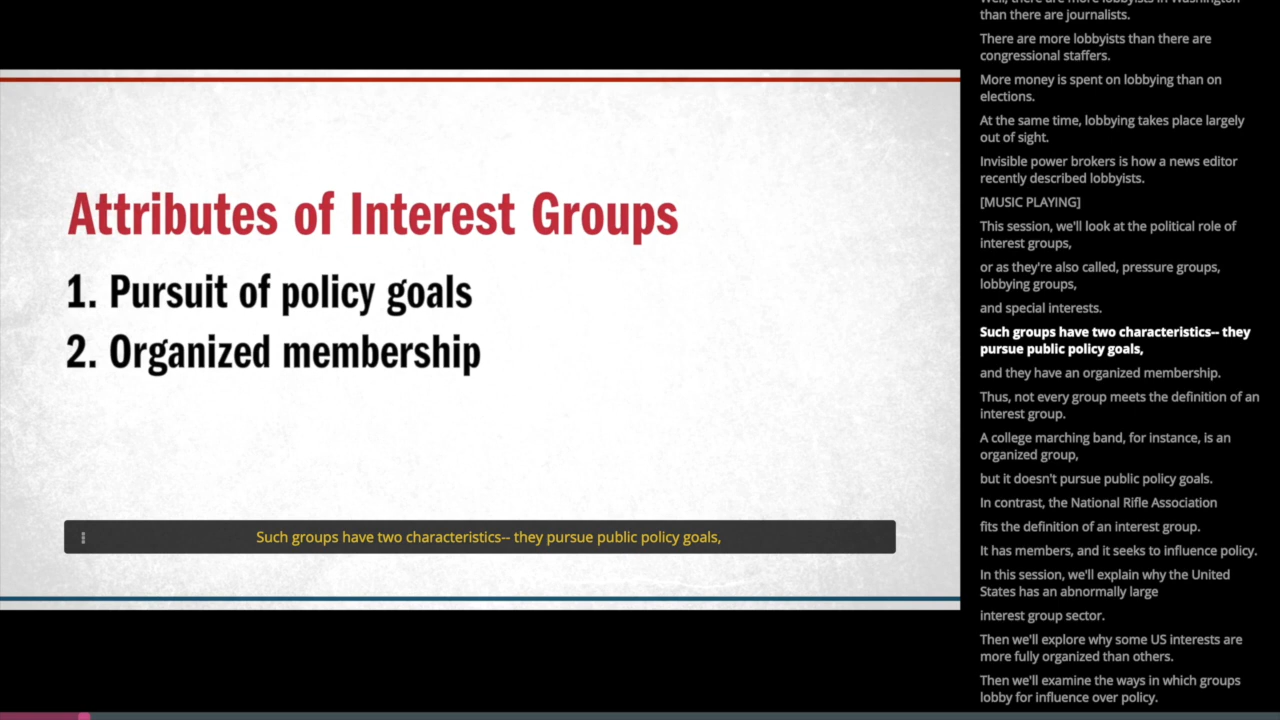 Attributes of Interest Groups
1. Pursuit of policy goals
2. Organized membership
Such groups have two characteristics-- they pursue public policy goals,
Well, there are more lobbyists in Washington
than there are journalists.
There are more lobbyists than there are
congressional staffers.
More money is spent on lobbying than on
elections.
At the same time, lobbying takes place largely
out of sight.
Invisible power brokers is how a news editor
recently described lobbyists.
[MUSIC PLAYING]
This session, we'll look at the political role of
interest groups,
or as they're also called, pressure groups,
lobbying groups,
and special interests.
Such groups have two characteristics-- they
pursue public policy goals,
and they have an organized membership.
Thus, not every group meets the definition of an
interest group.
A college marching band, for instance, is an
organized group,
but it doesn't pursue public policy goals.
In contrast, the National Rifle Association
fits the definition of an interest group.
It has members, and it seeks to influence policy.
In this session, we'll explain why the United
States has an abnormally large
interest group sector.
Then we'll explore why some US interests are
more fully organized than others.
Then we'll examine the ways in which groups
lobby for influence over policy.